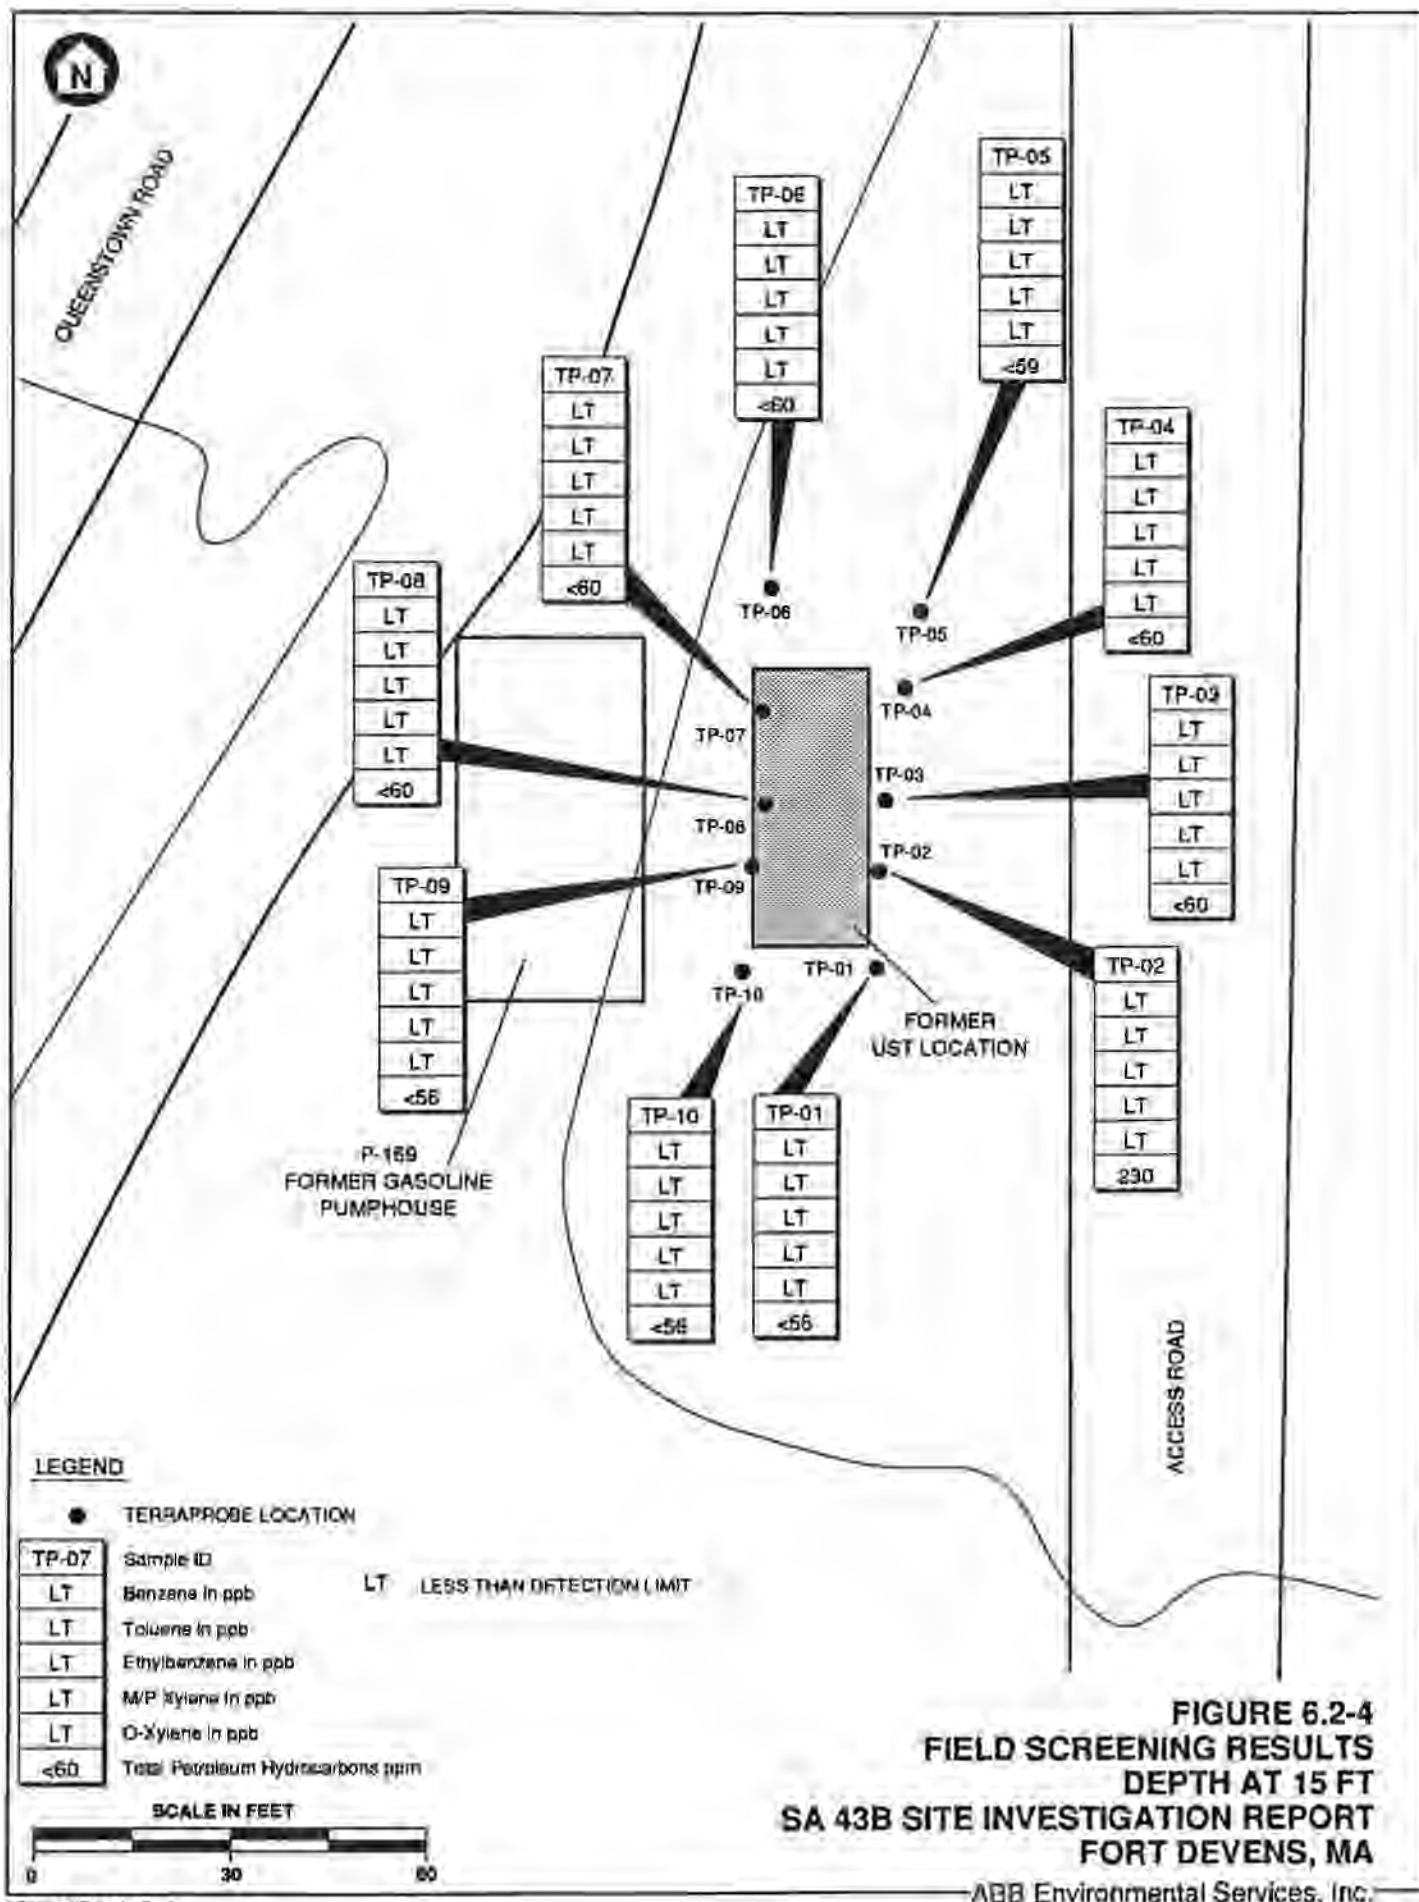 N
QUEENSTOWN ROAD
TP-05
LT
LT
LT
LT
LT
<59
TP-06
LT
LT
LT
LT
LT
<60
TP-07
LT
LT
LT
LT
LT
<60
TP-04
LT
LT
LT
LT
LT
<60
TP-08
LT
LT
LT
LT
LT
<60
TP-03
LT
LT
LT
LT
LT
<60
TP-06
TP-05
TP-04
TP-07
TP-03
TP-08
TP-02
TP-09
TP-09
LT
LT
LT
LT
LT
<56
TP-02
LT
LT
LT
LT
LT
230
TP-10
TP-01
FORMER
UST LOCATION
TP-10
LT
LT
LT
LT
LT
<56
TP-01
LT
LT
LT
LT
LT
P-169
FORMER GASOLINE
PUMPHOUSE
ACCESS ROAD
LEGEND
TERRAPROBE LOCATION
TP-07 Sample ID
LT Benzene in ppb
LT Toluene in ppb
LT Ethylbenzene in ppb
LT M/P Xylene in ppb
LT O-Xylene in ppb
<60 Total Petroleum Hydrocarbons ppm
LT LESS THAN DETECTION LIMIT
SCALE IN FEET
0 30 60
FIGURE 6.2-4
FIELD SCREENING RESULTS
DEPTH AT 15 FT
SA 43B SITE INVESTIGATION REPORT
FORT DEVENS, MA
ABB Environmental Services, Inc.